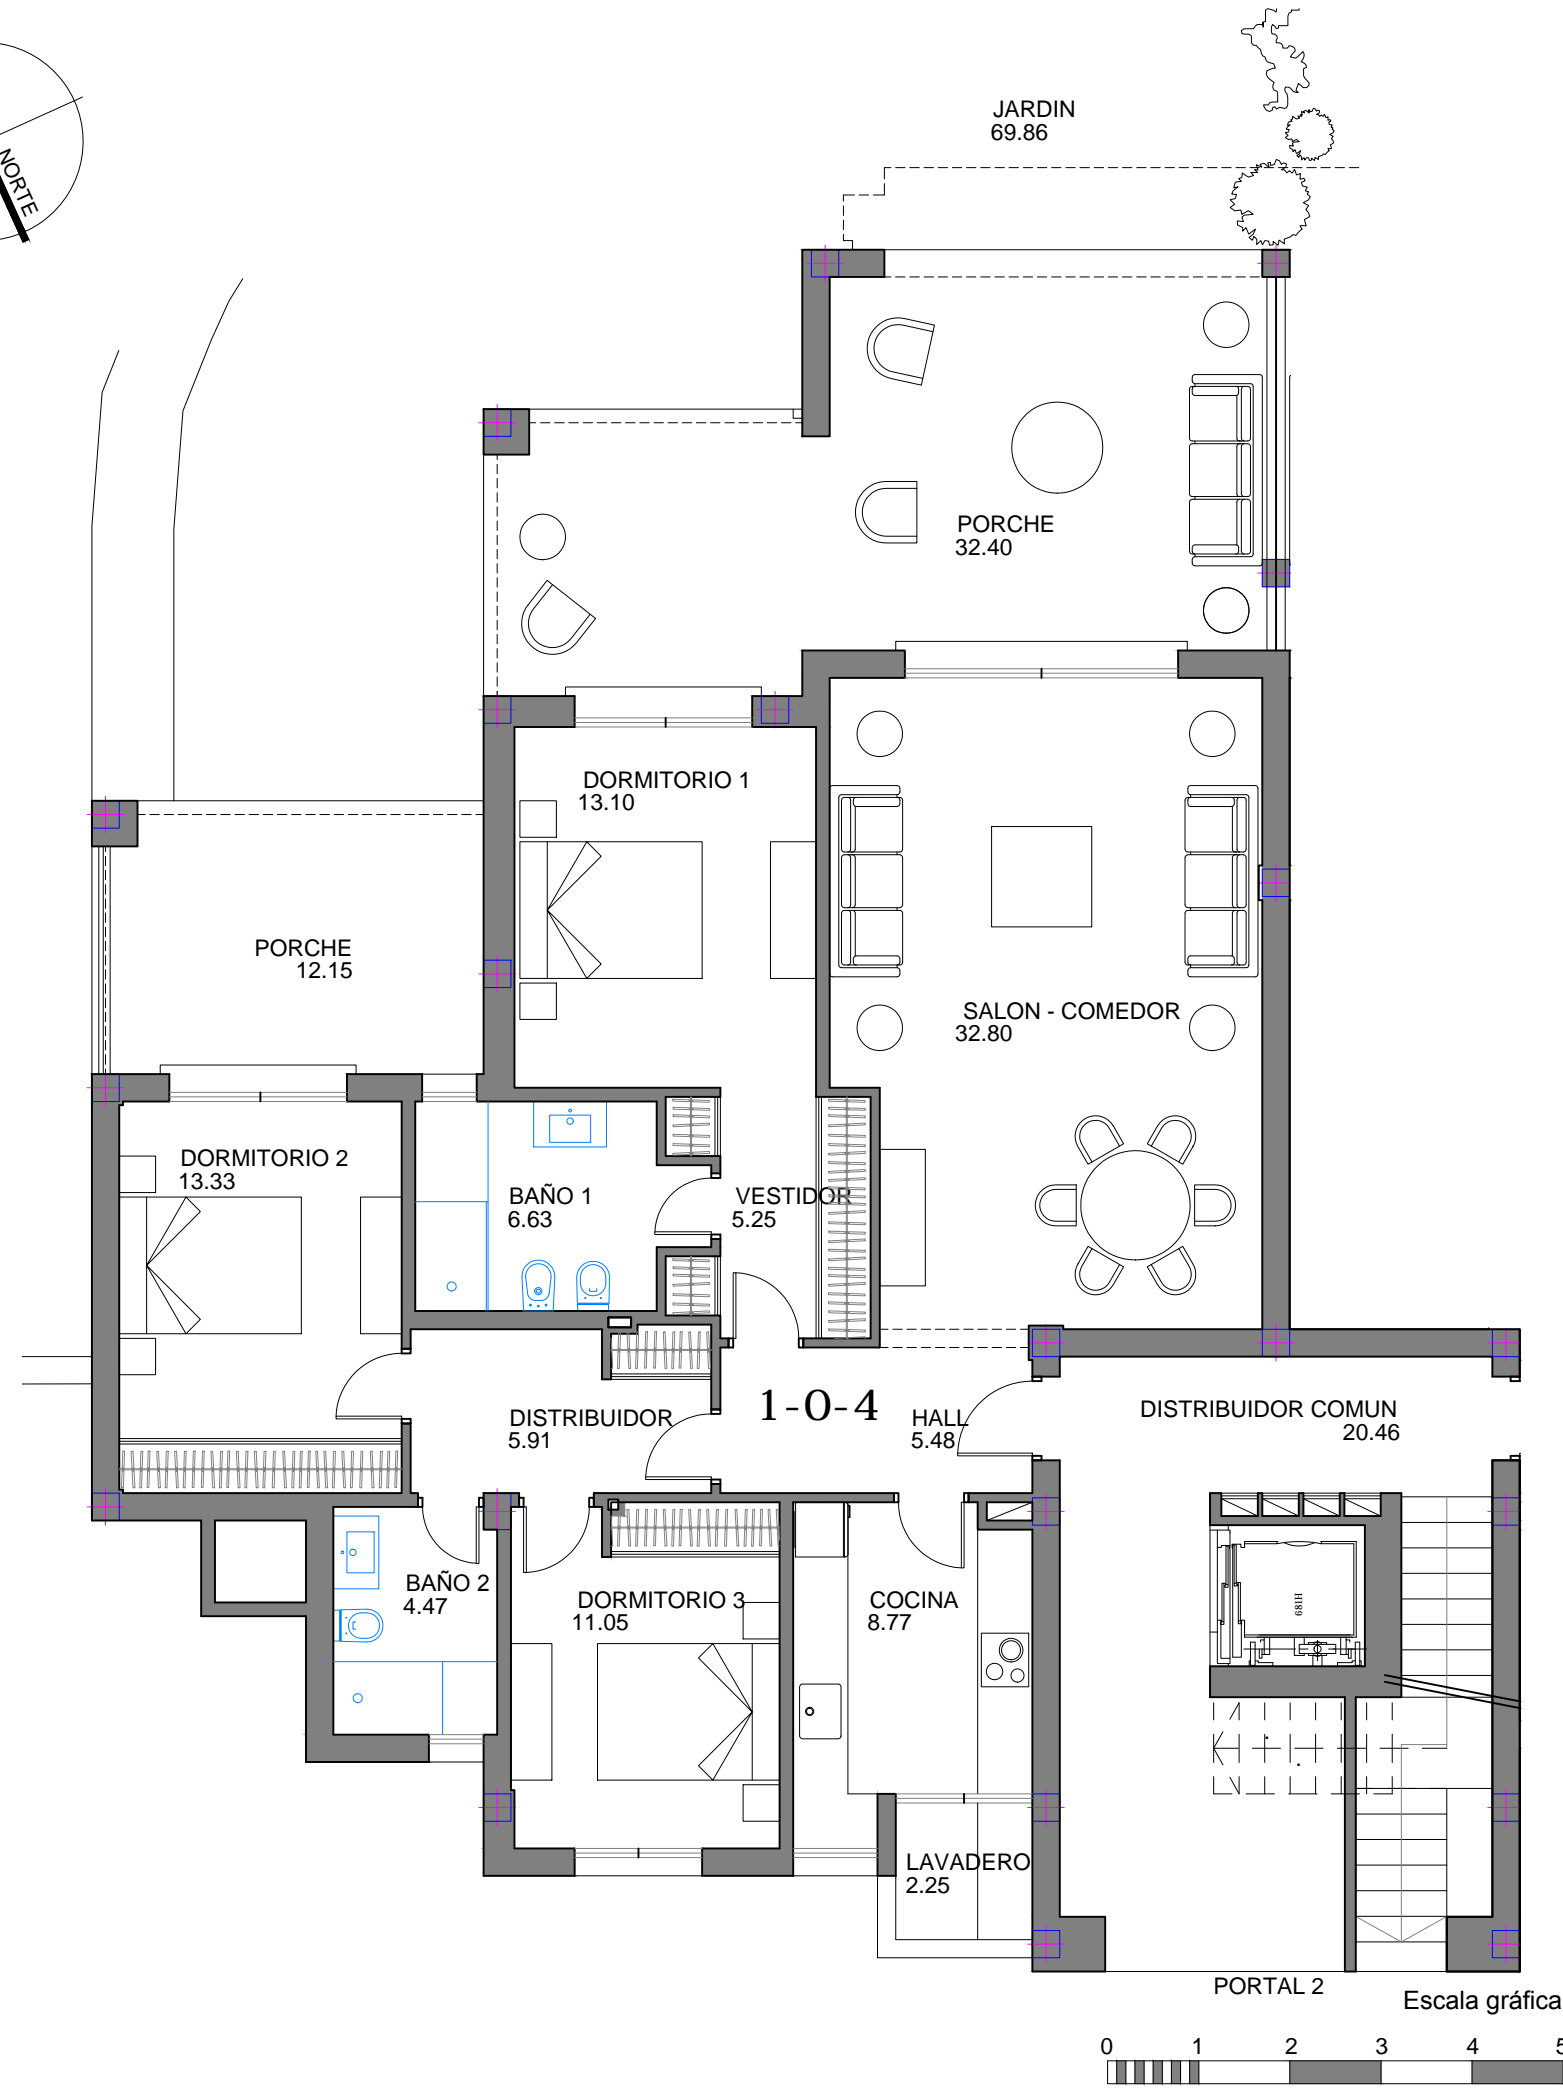 JARDIN
69.86
NORTE
PORCHE
32.40
DORMITORIO 1
13.10
PORCHE
12.15
SALON - COMEDOR
32.80
DORMITORIO 2
13.33
BAÑO 1
6.63
VESTIDOR
5.25
1-0-4
DISTRIBUIDOR
5.91
HALL
5.48
DISTRIBUIDOR COMUN
20.46
BAÑO 2
4.47
DORMITORIO 3
11.05
COCINA
8.77
681H
LAVADERO
2.25
PORTAL 2
Escala gráfica
0 1 2 3 4 5